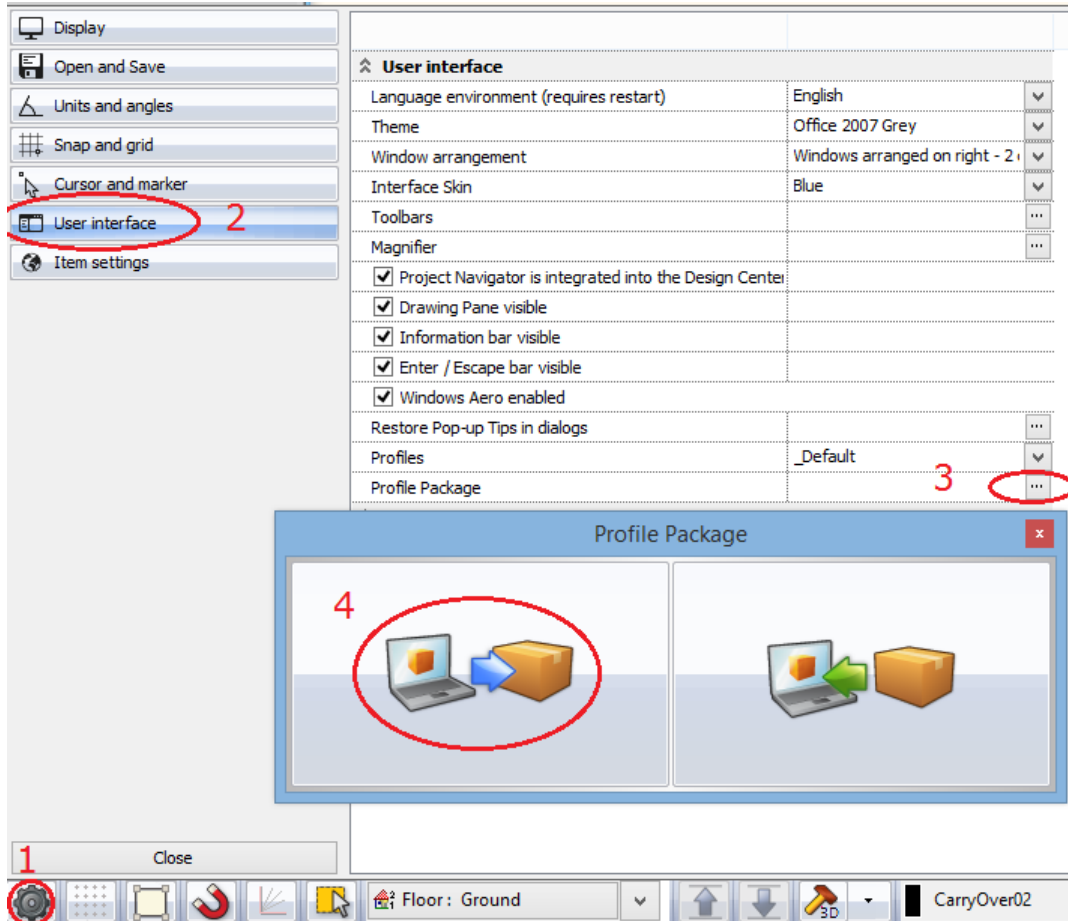 Display
Open and Save
Units and angles
Snap and grid
Cursor and marker
User interface
2
Item settings
User interface
Language environment (requires restart) English
Theme Office 2007 Grey
Window arrangement Windows arranged on right - 2
Interface Skin Blue
Toolbars ...
Magnifier ...
Project Navigator is integrated into the Design Center
Drawing Pane visible
Information bar visible
Enter / Escape bar visible
Windows Aero enabled
Restore Pop-up Tips in dialogs ...
Profiles _Default
Profile Package 3 ...
Profile Package x
4
1
Close
Floor : Ground
3D
CarryOver02